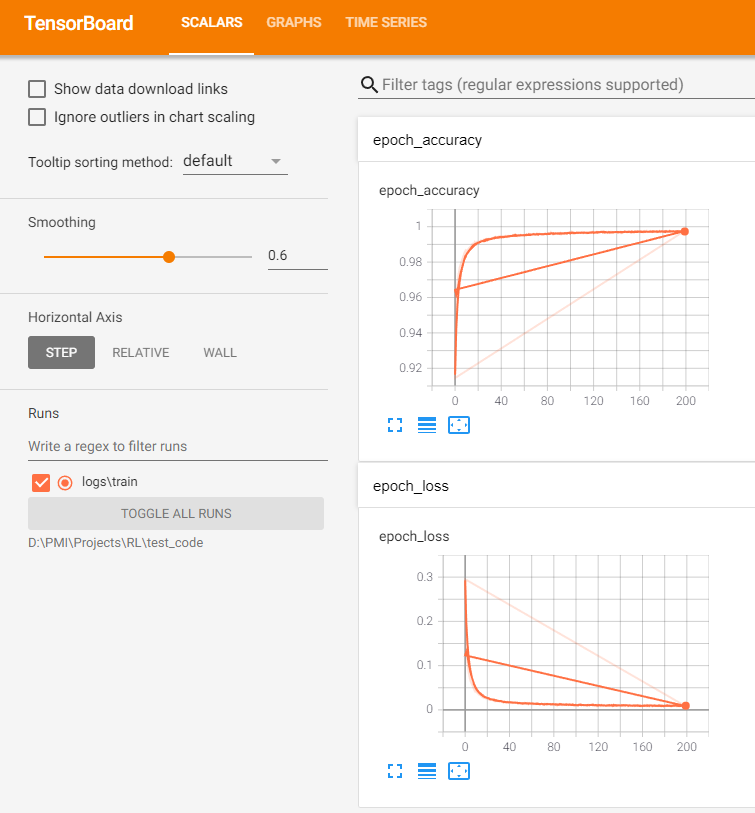 TensorBoard SCALARS GRAPHS TIME SERIES
Show data download links
Ignore outliers in chart scaling
Tooltip sorting method: default
Smoothing
0.6
Horizontal Axis
STEP RELATIVE WALL
Runs
Write a regex to filter runs
logs\train
TOGGLE ALL RUNS
D:\PMI\Projects\RL\test_code
Filter tags (regular expressions supported)
epoch_accuracy
epoch_accuracy
1
0.98
0.96
0.94
0.92
0 40 80 120 160 200
epoch_loss
epoch_loss
0.3
0.2
0.1
0
0 40 80 120 160 200